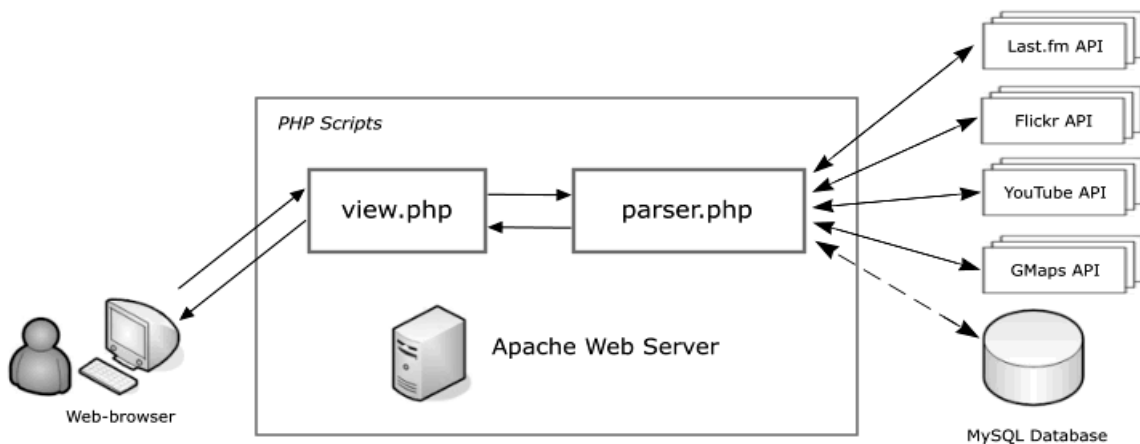 Last.fm API
PHP Scripts
Flickr API
view.php
parser.php
YouTube API
GMaps API
Apache Web Server
Web-browser
MySQL Database